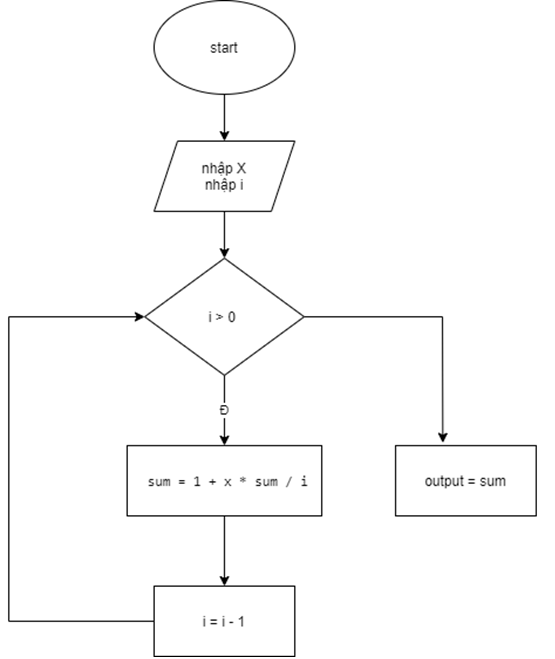 start
nhập X
nhập i
i > 0
Đ
sum = 1 + x * sum / i
output = sum
i = i - 1